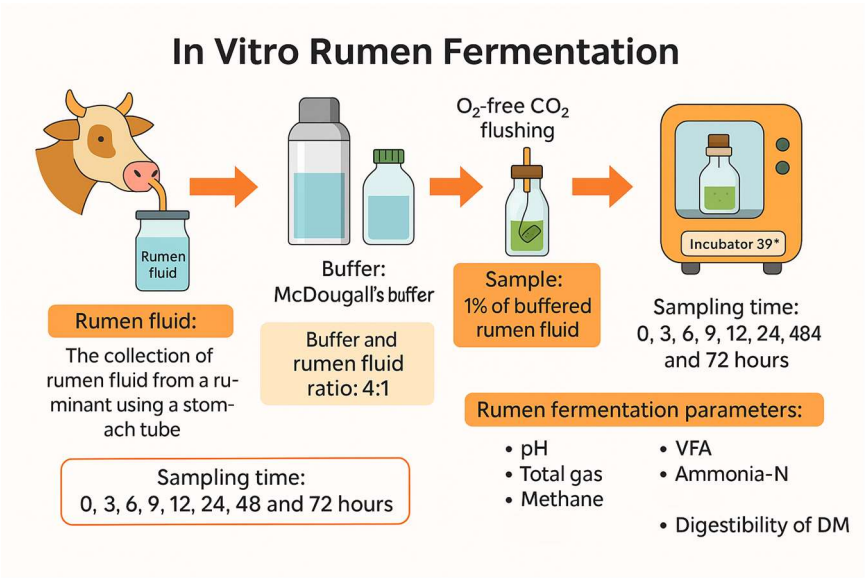 In Vitro Rumen Fermentation
Rumen
fluid
Rumen fluid:
The collection of
rumen fluid from a ru-
minant using a stom-
ach tube
Buffer:
McDougall's buffer
Buffer and
rumen fluid
ratio: 4:1
O₂-free CO₂
flushing
Sample:
1% of buffered
rumen fluid
Incubator 39*
Sampling time:
0, 3, 6, 9, 12, 24, 484
and 72 hours
Sampling time:
0, 3, 6, 9, 12, 24, 48 and 72 hours
Rumen fermentation parameters:
• pH
• Total gas
• Methane
• VFA
• Ammonia-N
• Digestibility of DM